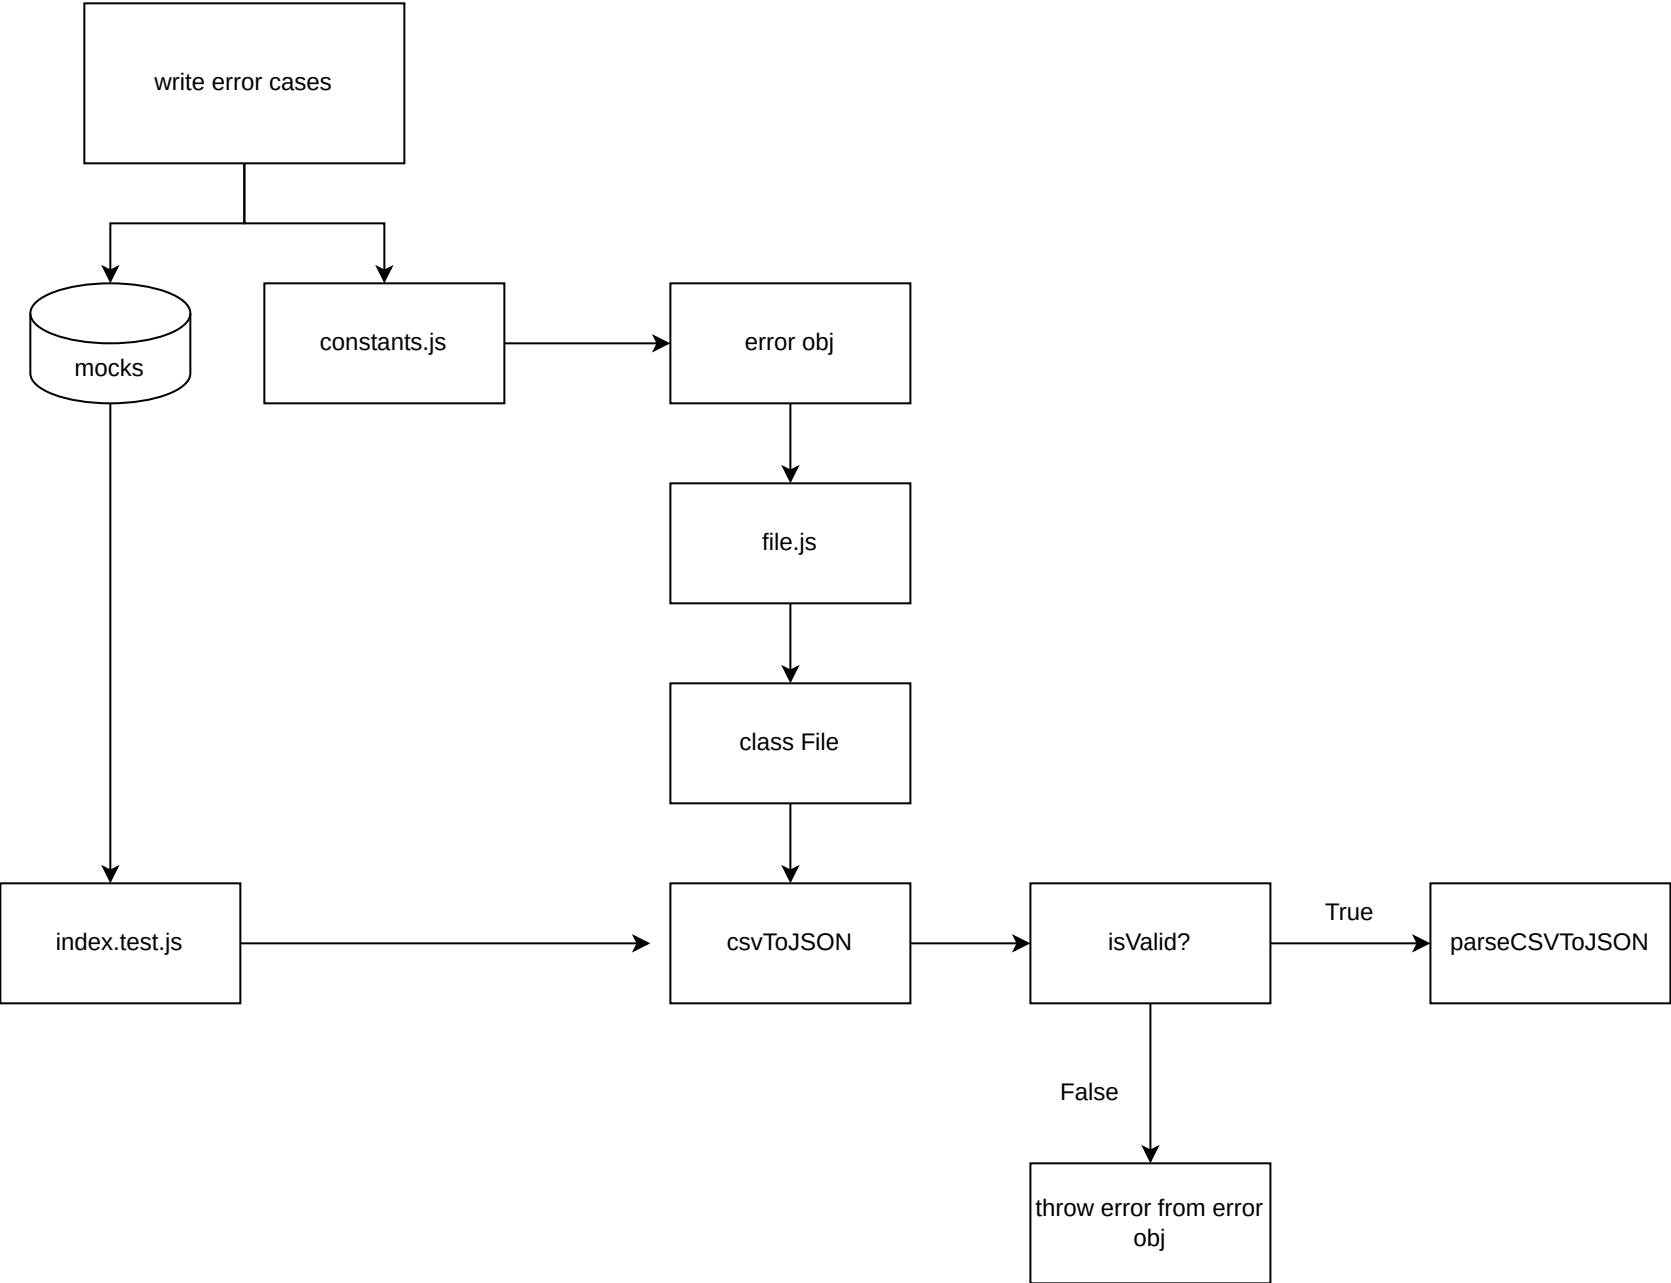 write error cases
mocks
constants.js
error obj
file.js
class File
index.test.js
csvToJSON
isValid?
True
parseCSVToJSON
False
throw error from error
obj